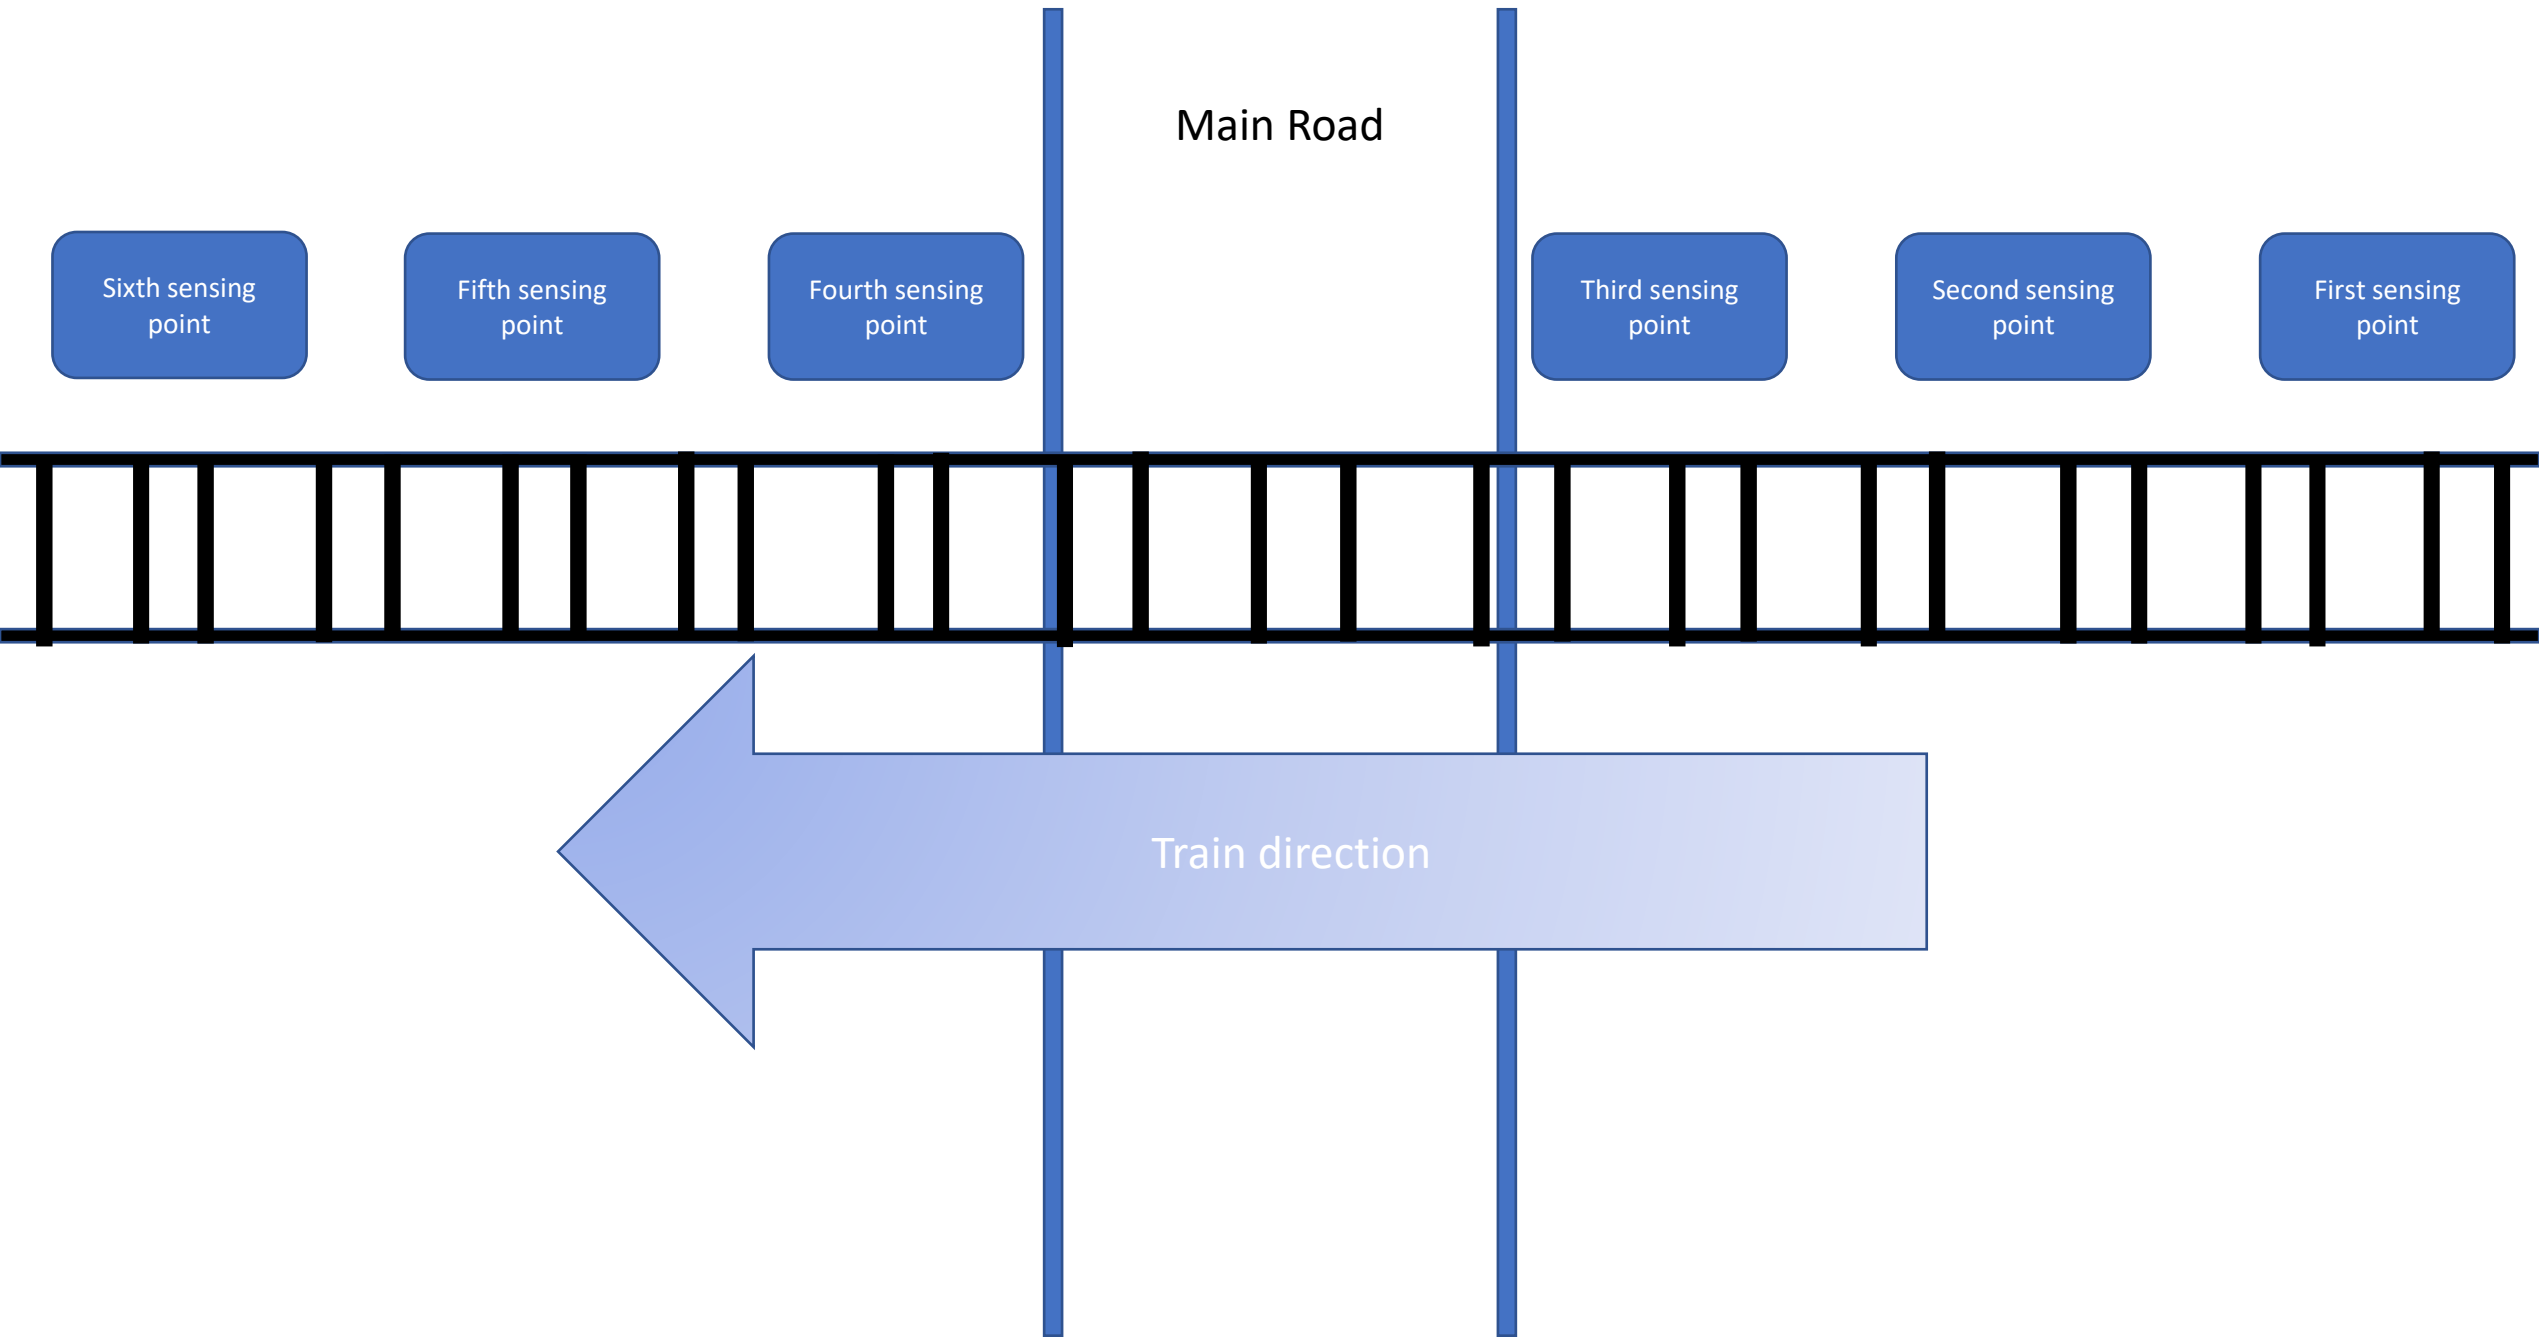 Main Road
Sixth sensing
point
Fifth sensing
point
Fourth sensing
point
Third sensing
point
Second sensing
point
First sensing
point
Train direction